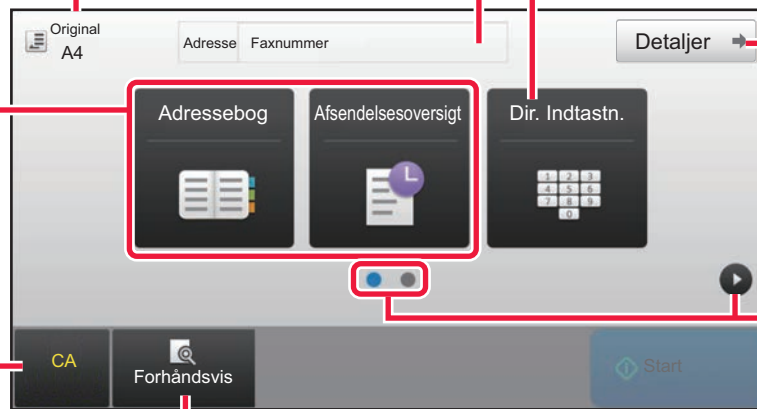 Original
A4
Adresse Faxnummer
Detaljer
Adressebog
Afsendelsesoversigt
Dir. Indtastn.
1 2 3
4 5 6
7 8 9
0
CA
Forhåndsvis
Start